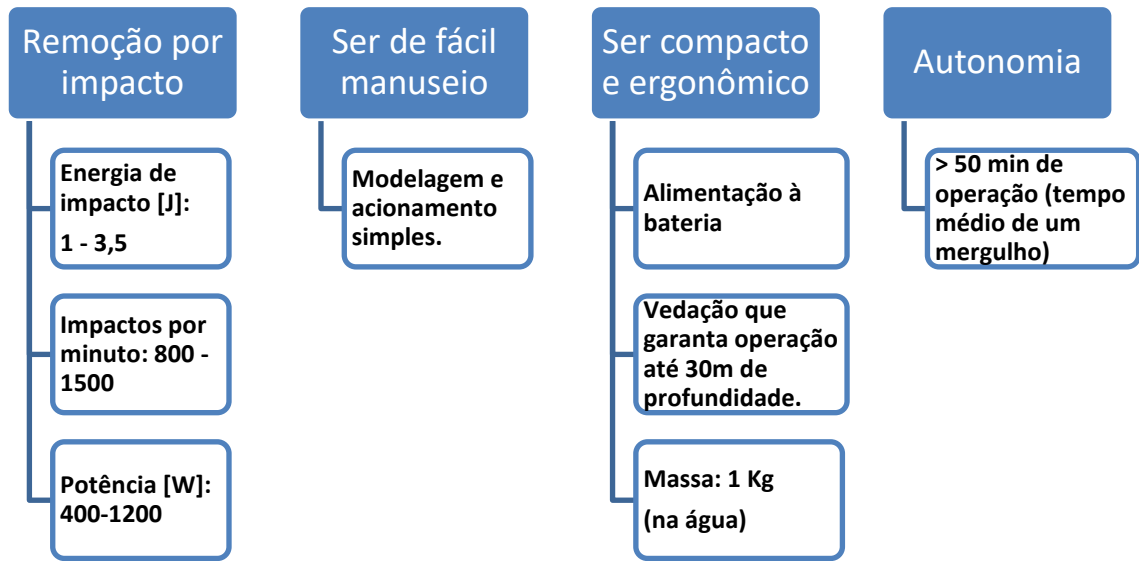 Remoção por
impacto
Energia de
impacto [J]:
1 - 3,5
Impactos por
minuto: 800 -
1500
Potência [W]:
400-1200
Ser de fácil
manuseio
Modelagem e
acionamento
simples.
Ser compacto
e ergonômico
Alimentação à
bateria
Vedação que
garanta operação
até 30m de
profundidade.
Massa: 1 Kg
(na água)
Autonomia
> 50 min de
operação (tempo
médio de um
mergulho)